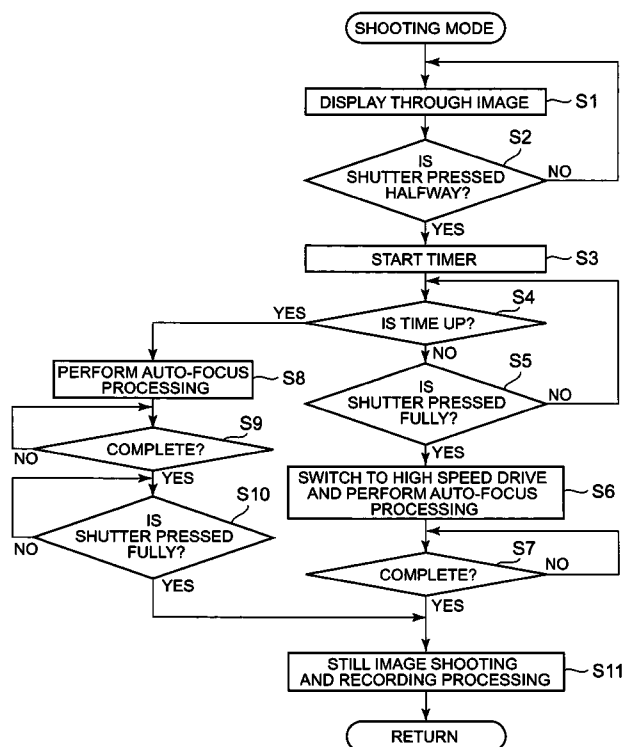 SHOOTING MODE
DISPLAY THROUGH IMAGE
S1
S2
IS
SHUTTER PRESSED
HALFWAY?
NO
YES
START TIMER
S3
S4
YES
IS TIME UP?
NO
PERFORM AUTO-FOCUS
PROCESSING
S8
S5
IS
SHUTTER PRESSED
FULLY?
NO
YES
S9
COMPLETE?
NO
YES
SWITCH TO HIGH SPEED DRIVE
AND PERFORM AUTO-FOCUS
PROCESSING
S6
S10
IS
SHUTTER PRESSED
FULLY?
NO
YES
S7
COMPLETE?
NO
YES
STILL IMAGE SHOOTING
AND RECORDING PROCESSING
S11
RETURN